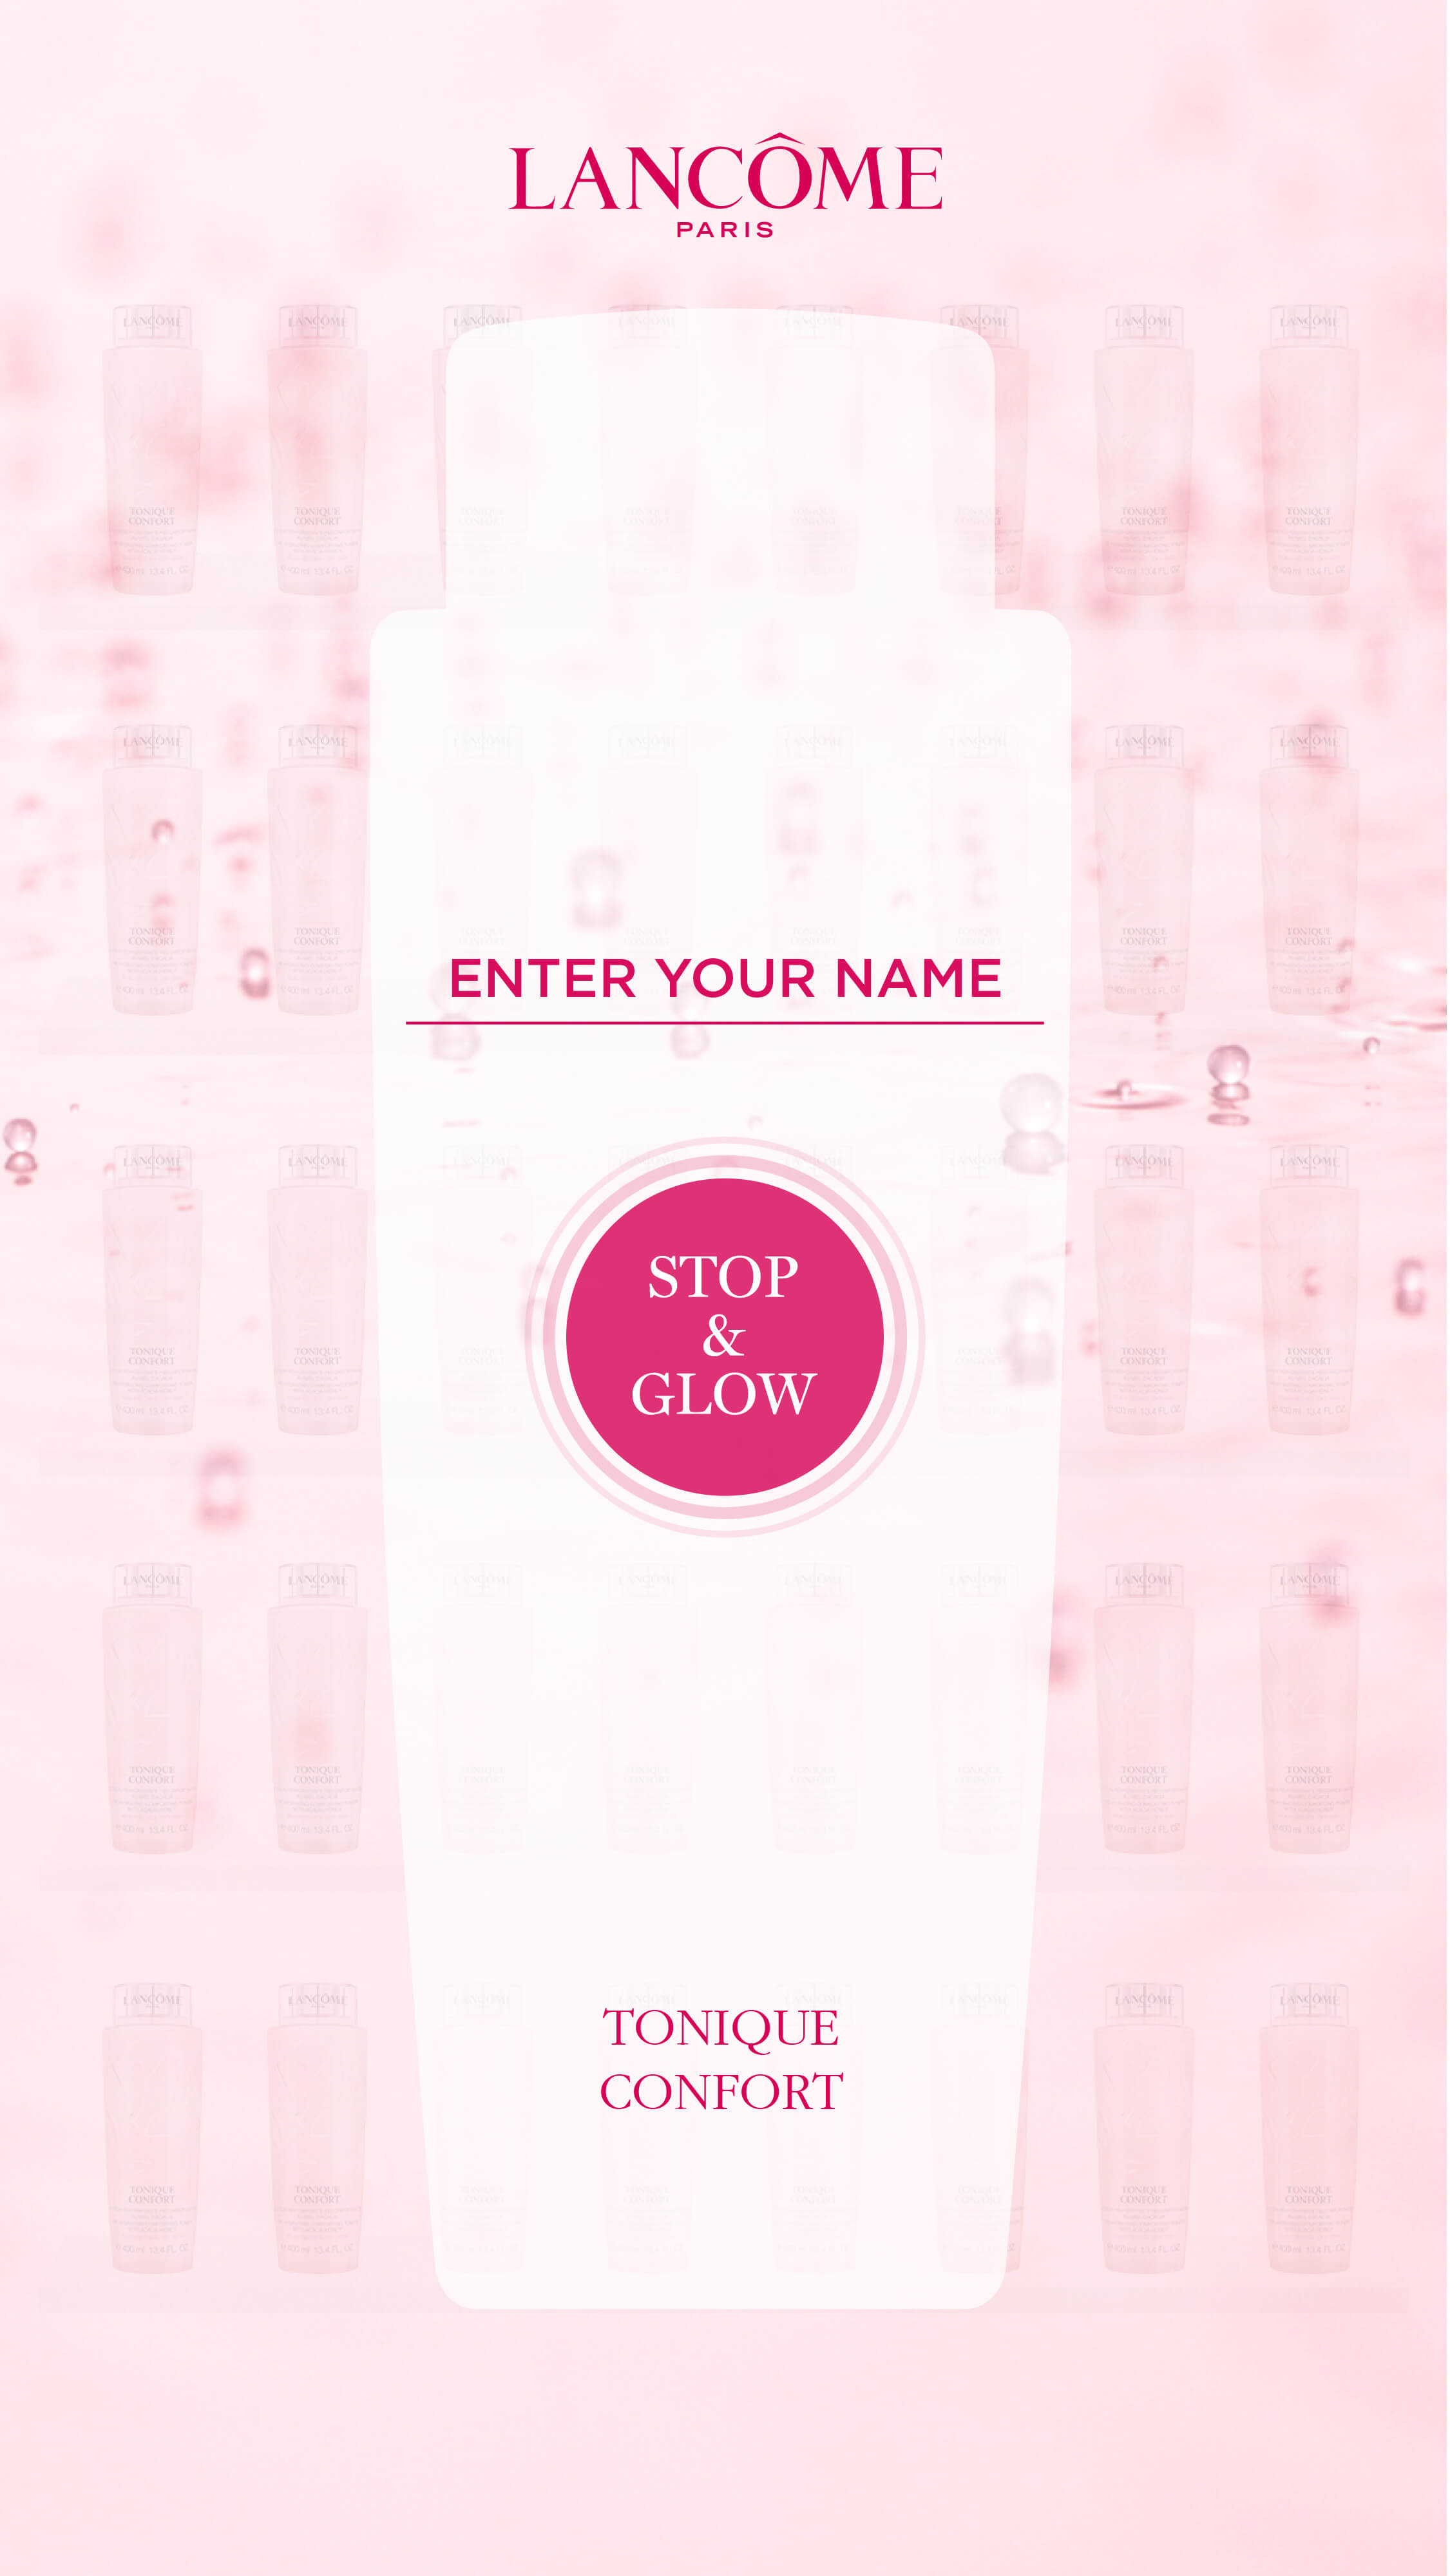 LANCÔME
PARIS
ENTER YOUR NAME
STOP
&
GLOW
TONIQUE
CONFORT